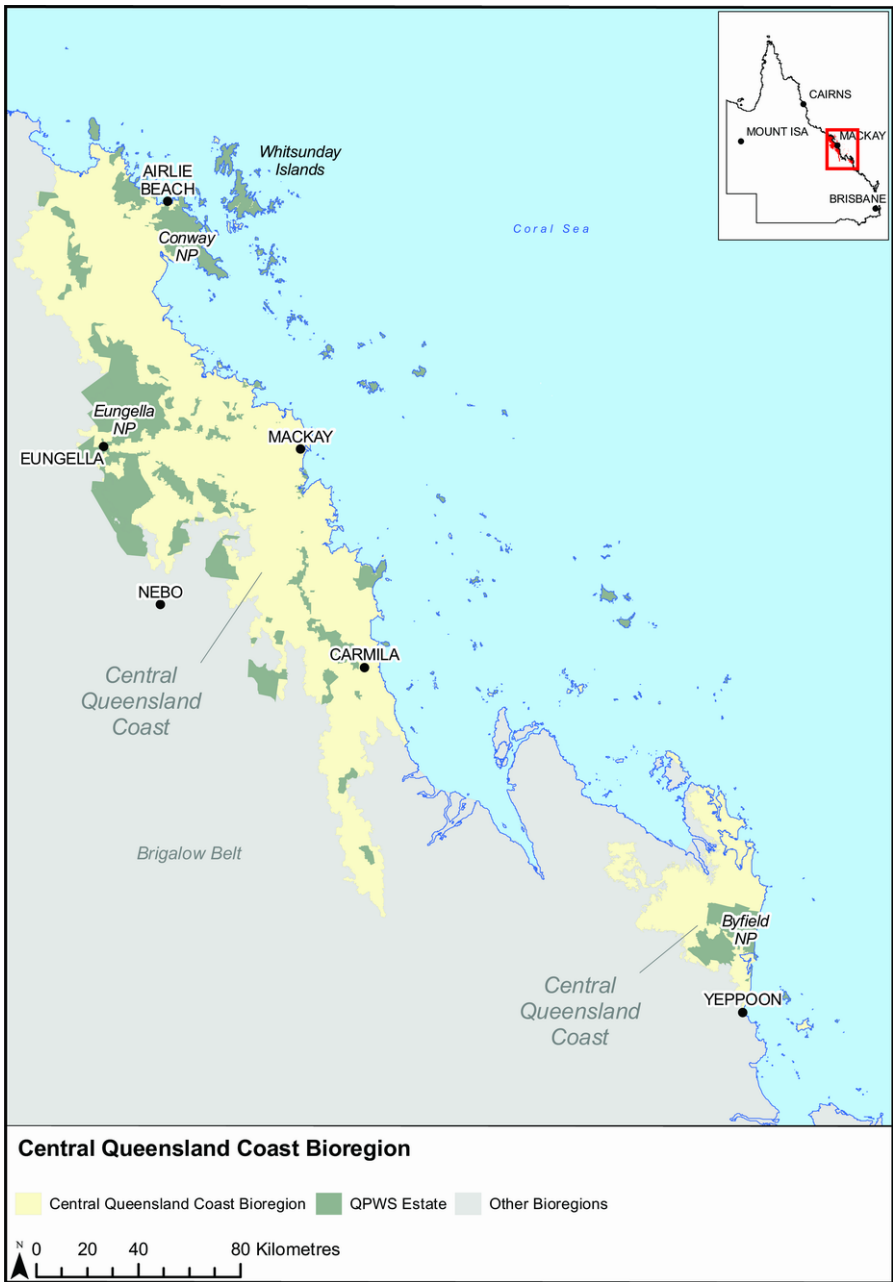 CAIRNS
MOUNT ISA
MACKAY
BRISBANE
Whitsunday
Islands
AIRLIE
BEACH
Coral Sea
Conway
NP
Eungella
NP
EUNGELLA
MACKAY
NEBO
CARMILA
Central
Queensland
Coast
Brigalow Belt
Byfield
NP
Central
Queensland
Coast
YEPPOON
Central Queensland Coast Bioregion
Central Queensland Coast Bioregion
QPWS Estate
Other Bioregions
N
0 20 40 80 Kilometres